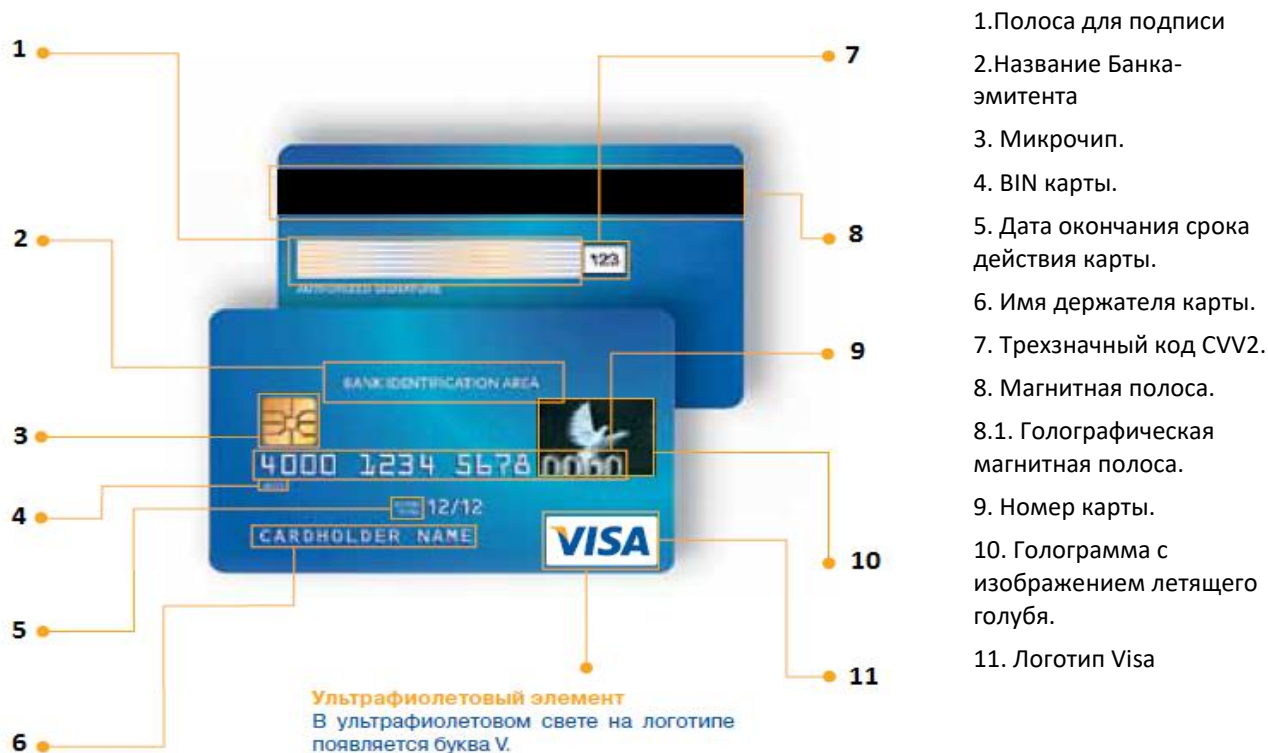 1
7
2
8
123
AUTHORIZED SIGNATURE
9
BANK IDENTIFICATION AREA
3
4000 1234 5678 0000
4
12/12
CARDHOLDER NAME
VISA
10
5
11
6
Ультрафиолетовый элемент
В ультрафиолетовом свете на логотипе
появляется буква V.
1.Полоса для подписи
2.Название Банка-
эмитента
3. Микрочип.
4. BIN карты.
5. Дата окончания срока
действия карты.
6. Имя держателя карты.
7. Трехзначный код CVV2.
8. Магнитная полоса.
8.1. Голографическая
магнитная полоса.
9. Номер карты.
10. Голограмма с
изображением летящего
голубя.
11. Логотип Visa